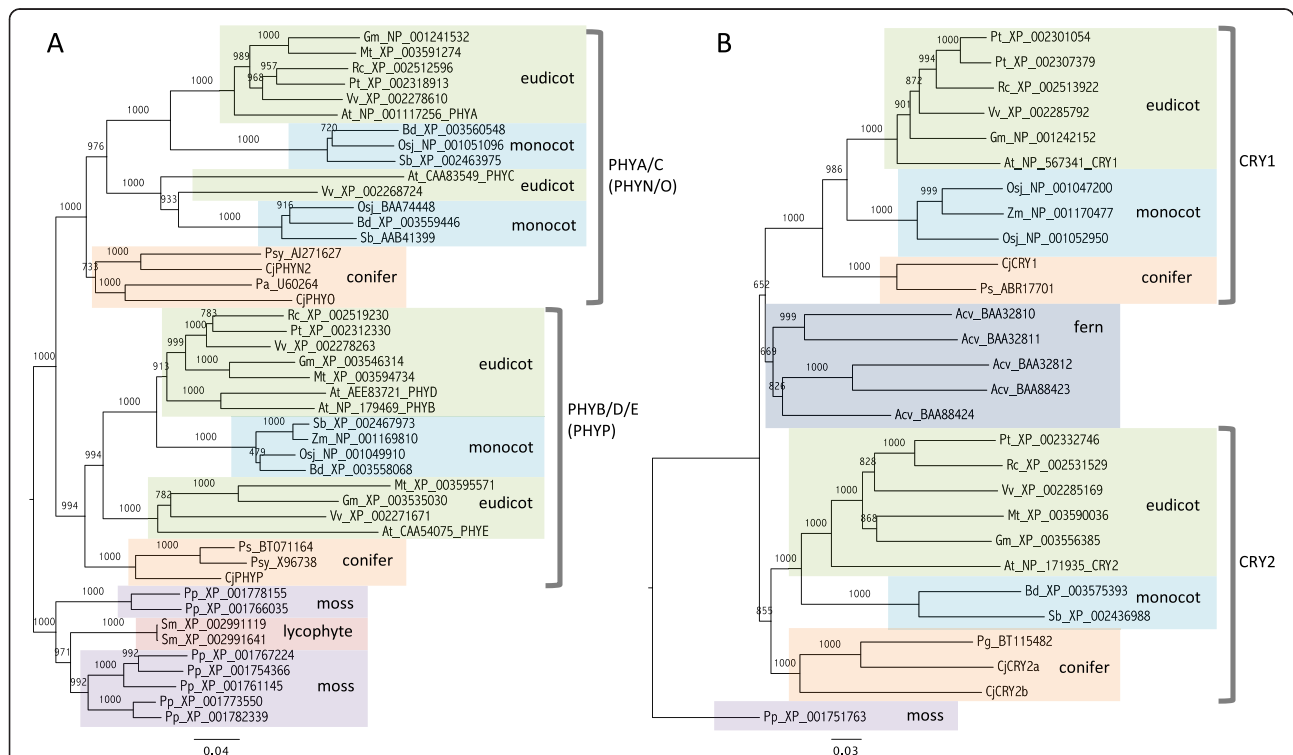 A
1000
Gm_NP_001241532
989
Mt_XP_003591274
957
Rc_XP_002512596
968
Pt_XP_002318913
1000
Vv_XP_002278610
At_NP_001117256_PHYA
eudicot
1000
720
Bd_XP_003560548
1000
Osj_NP_001051096
Sb_XP_002463975
monocot
976
At_CAA83549_PHYC
1000
Vv_XP_002268724
eudicot
933
916
Osj_BAA74448
1000
Bd_XP_003559446
Sb_AAB41399
monocot
1000
1000
Psy_AJ271627
CjPHYN2
733
1000
Pa_U60264
CjPHYO
conifer
PHYA/C
(PHYN/O)
783
Rc_XP_002519230
1000
Pt_XP_002312330
999
Vv_XP_002278263
1000
Gm_XP_003546314
Mt_XP_003594734
913
1000
At_AEE83721_PHYD
At_NP_179469_PHYB
eudicot
1000
1000
1000
1000
Sb_XP_002467973
Zm_NP_001169810
479
Osj_NP_001049910
Bd_XP_003558068
monocot
994
1000
Mt_XP_003595571
782
Gm_XP_003535030
1000
Vv_XP_002271671
At_CAA54075_PHYE
eudicot
994
1000
Ps_BT071164
1000
Psy_X96738
CjPHYP
conifer
PHYB/D/E
(PHYP)
1000
Pp_XP_001778155
Pp_XP_001766035
moss
1000
1000
Sm_XP_002991119
Sm_XP_002991641
lycophyte
971
992
Pp_XP_001767224
1000
Pp_XP_001754366
992
1000
Pp_XP_001761145
1000
Pp_XP_001773550
Pp_XP_001782339
moss
0.04
B
1000
Pt_XP_002301054
994
Pt_XP_002307379
872
Rc_XP_002513922
901
Vv_XP_002285792
1000
Gm_NP_001242152
At_NP_567341_CRY1
eudicot
986
999
Osj_NP_001047200
1000
Zm_NP_001170477
Osj_NP_001052950
monocot
1000
1000
CjCRY1
Ps_ABR17701
conifer
CRY1
652
999
Acv_BAA32810
Acv_BAA32811
669
1000
Acv_BAA32812
826
Acv_BAA88423
Acv_BAA88424
fern
1000
Pt_XP_002332746
828
Rc_XP_002531529
1000
Vv_XP_002285169
868
Mt_XP_003590036
Gm_XP_003556385
1000
At_NP_171935_CRY2
eudicot
1000
1000
Bd_XP_003575393
Sb_XP_002436988
monocot
855
1000
Pg_BT115482
1000
CjCRY2a
CjCRY2b
conifer
CRY2
Pp_XP_001751763
moss
0.03